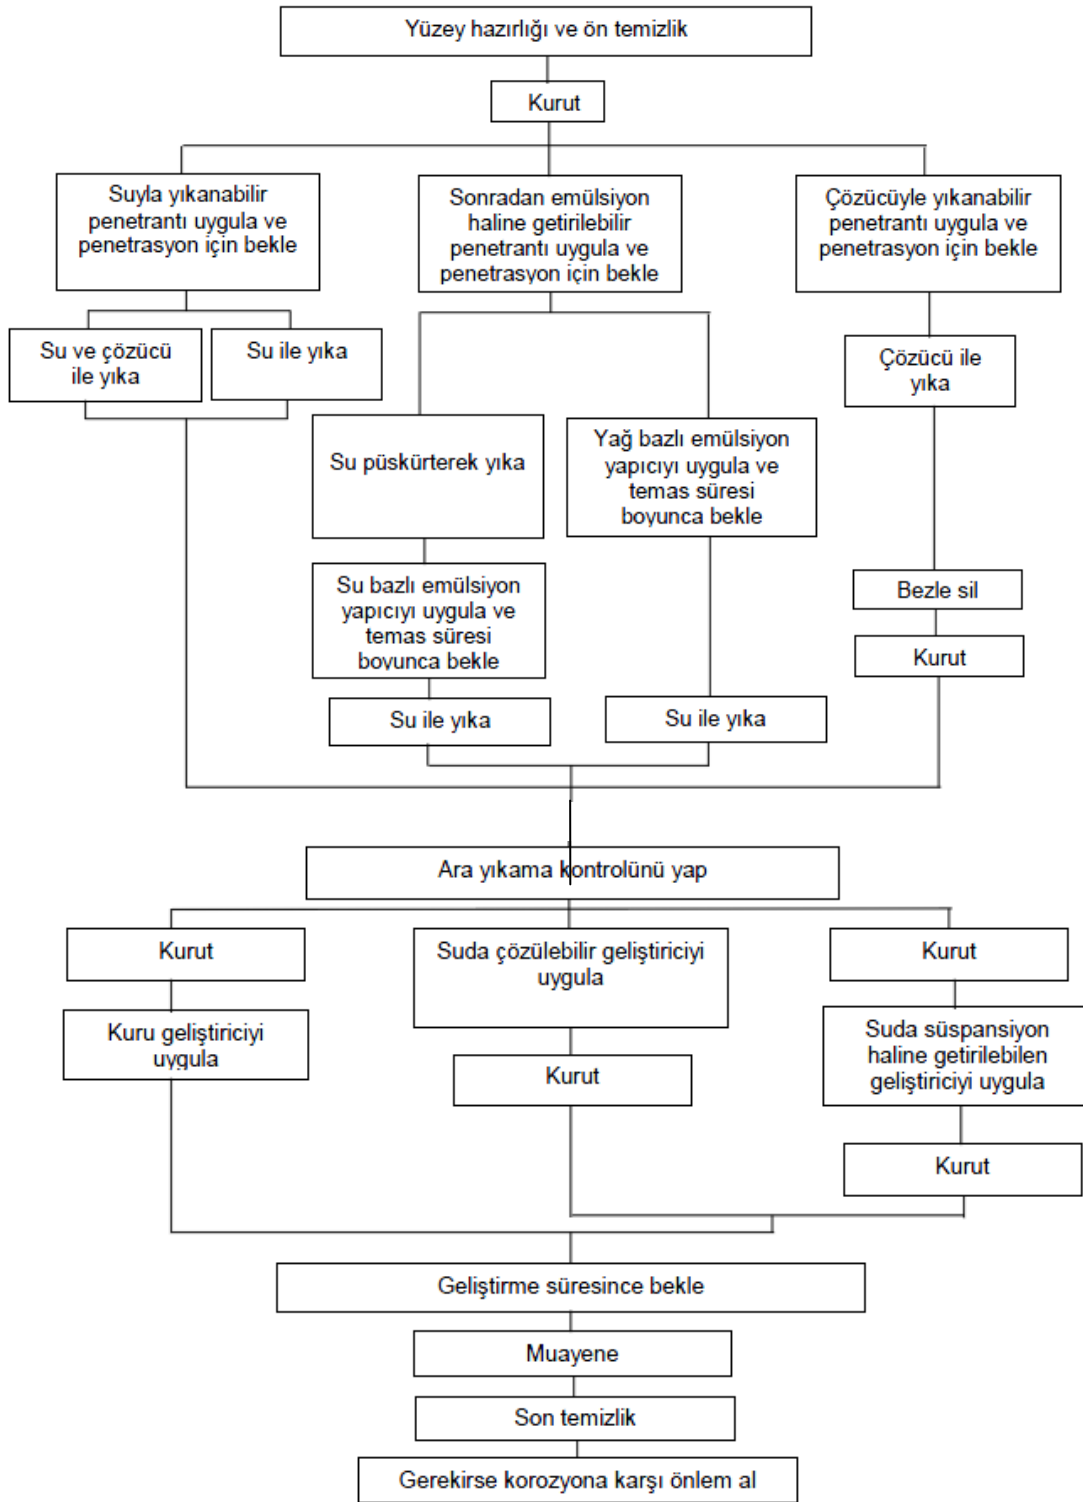 Yüzey hazırlığı ve ön temizlik
Kurut
Suyla yıkanabilir
penetrantı uygula ve
penetrasyon için bekle
Sonradan emülsiyon
haline getirilebilir
penetrantı uygula ve
penetrasyon için bekle
Çözücüyle yıkanabilir
penetrantı uygula ve
penetrasyon için bekle
Su ve çözücü
ile yıka
Su ile yıka
Çözücü ile
yıka
Su püskürterek yıka
Yağ bazlı emülsiyon
yapıcıyı uygula ve
temas süresi
boyunca bekle
Su bazlı emülsiyon
yapıcıyı uygula ve
temas süresi
boyunca bekle
Bezle sil
Kurut
Su ile yıka
Su ile yıka
Ara yıkama kontrolünü yap
Kurut
Suda çözülebilir geliştiriciyi
uygula
Kurut
Kuru geliştiriciyi
uygula
Kurut
Suda süspansiyon
haline getirilebilen
geliştiriciyi uygula
Kurut
Geliştirme süresince bekle
Muayene
Son temizlik
Gerekirse korozyona karşı önlem al